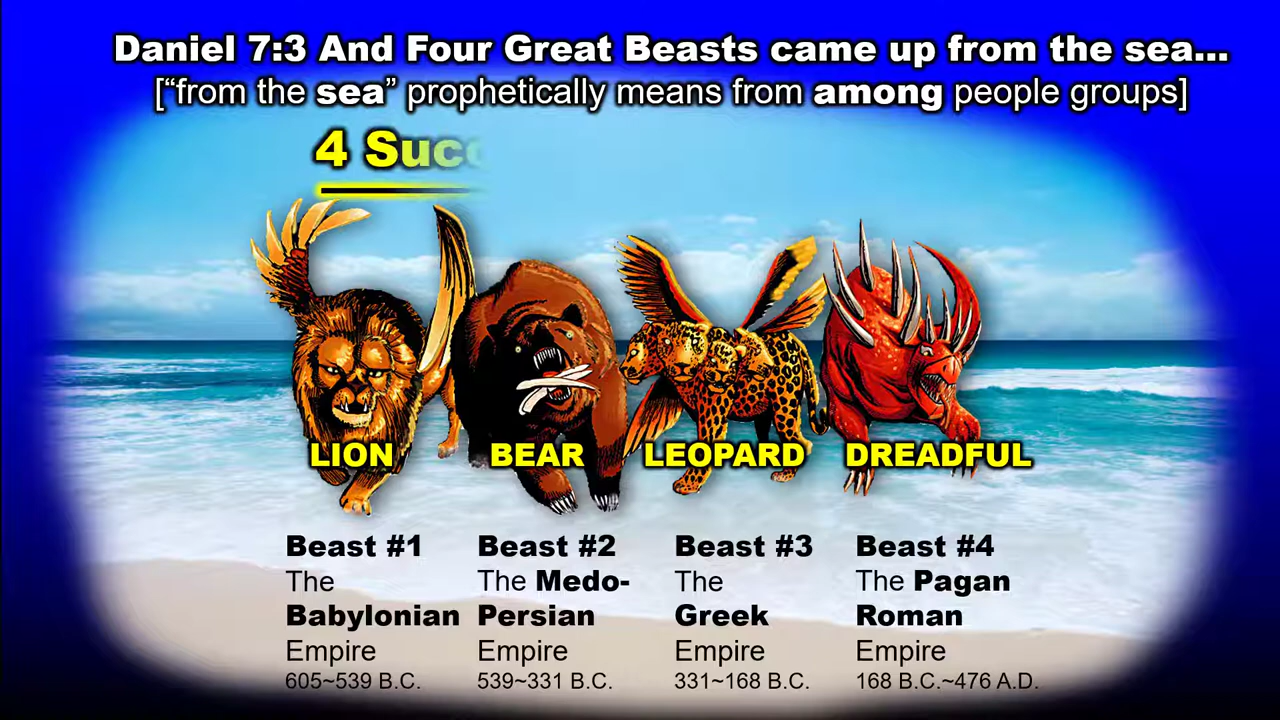 Daniel 7:3 And Four Great Beasts came up from the sea...
[“from the sea” prophetically means from among people groups]
4 Suc
LION BEAR LEOPARD DREADFUL
Beast #1 Beast #2 Beast #3 Beast #4
The The Medo- The The Pagan
Babylonian Persian Greek Roman
Empire Empire Empire Empire
605~539 B.C. 539~331 B.C. 331~168 B.C. 168 B.C.~476 A.D.